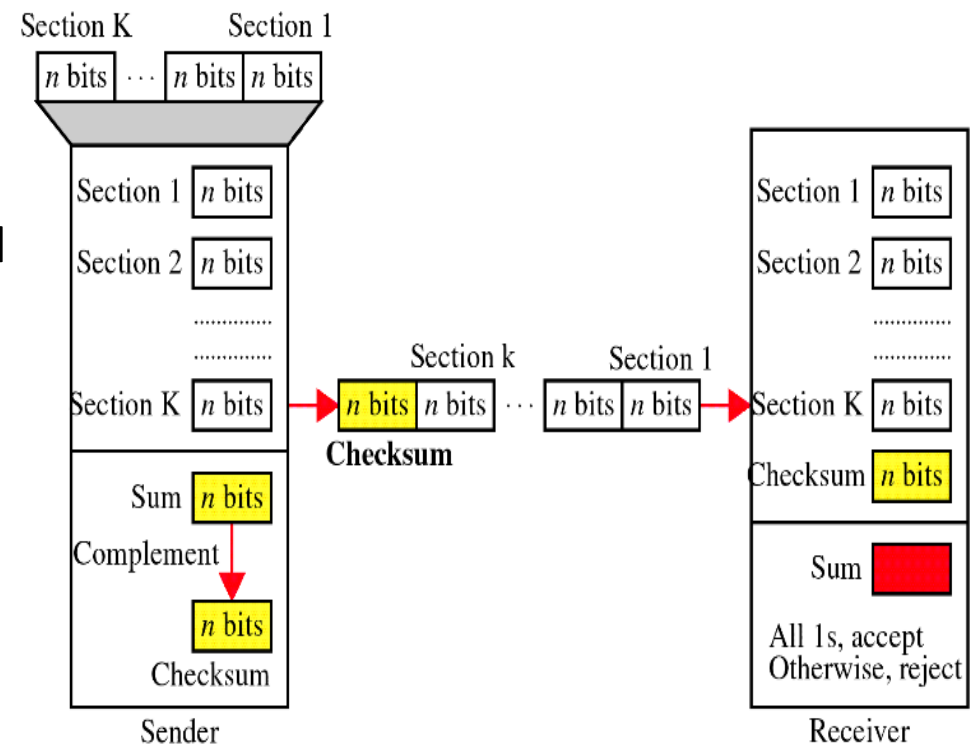 Section K Section 1
n bits ... n bits n bits
Section 1 n bits
Section 2 n bits
..............
..............
Section K n bits
Sum n bits
Complement
n bits
Checksum
Sender
Section k Section 1
n bits n bits ... n bits n bits
Checksum
Section 1 n bits
Section 2 n bits
..............
..............
Section K n bits
Checksum n bits
Sum
All 1s, accept
Otherwise, reject
Receiver